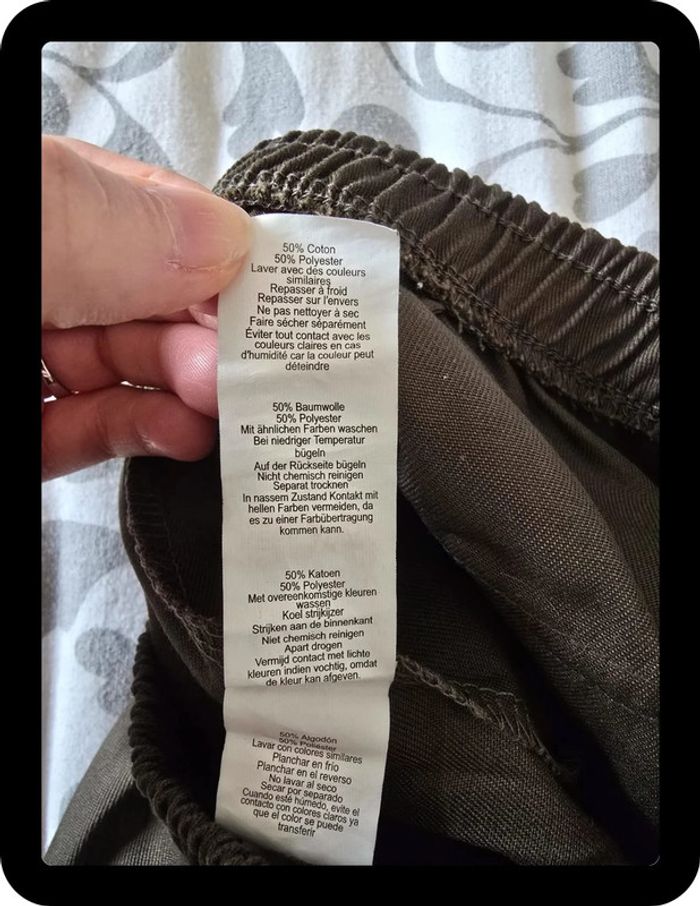 50% Coton
50% Polyester
Laver avec des couleurs
similaires
Repasser à froid
Repasser sur l'envers
Ne pas nettoyer à sec
Faire sécher séparément
Éviter tout contact avec les
couleurs claires en cas
d'humidité car la couleur peut
déteindre
50% Baumwolle
50% Polyester
Mit ähnlichen Farben waschen
Bei niedriger Temperatur
bügeln
Auf der Rückseite bügeln
Nicht chemisch reinigen
Separat trocknen
In nassem Zustand Kontakt mit
hellen Farben vermeiden, da
es zu einer Farbübertragung
kommen kann.
50% Katoen
50% Polyester
Met overeenkomstige kleuren
wassen
Koel strijkijzer
Strijken aan de binnenkant
Niet chemisch reinigen
Apart drogen
Vermijd contact met lichte
kleuren indien vochtig, omdat
de kleur kan afgeven.
50% Algodón
50% Poliéster
Lavar con colores similares
Planchar en frío
Planchar en el reverso
No lavar al seco
Secar por separado
Cuando esté húmedo, evite el
contacto con colores claros ya
que el color se puede
transferir